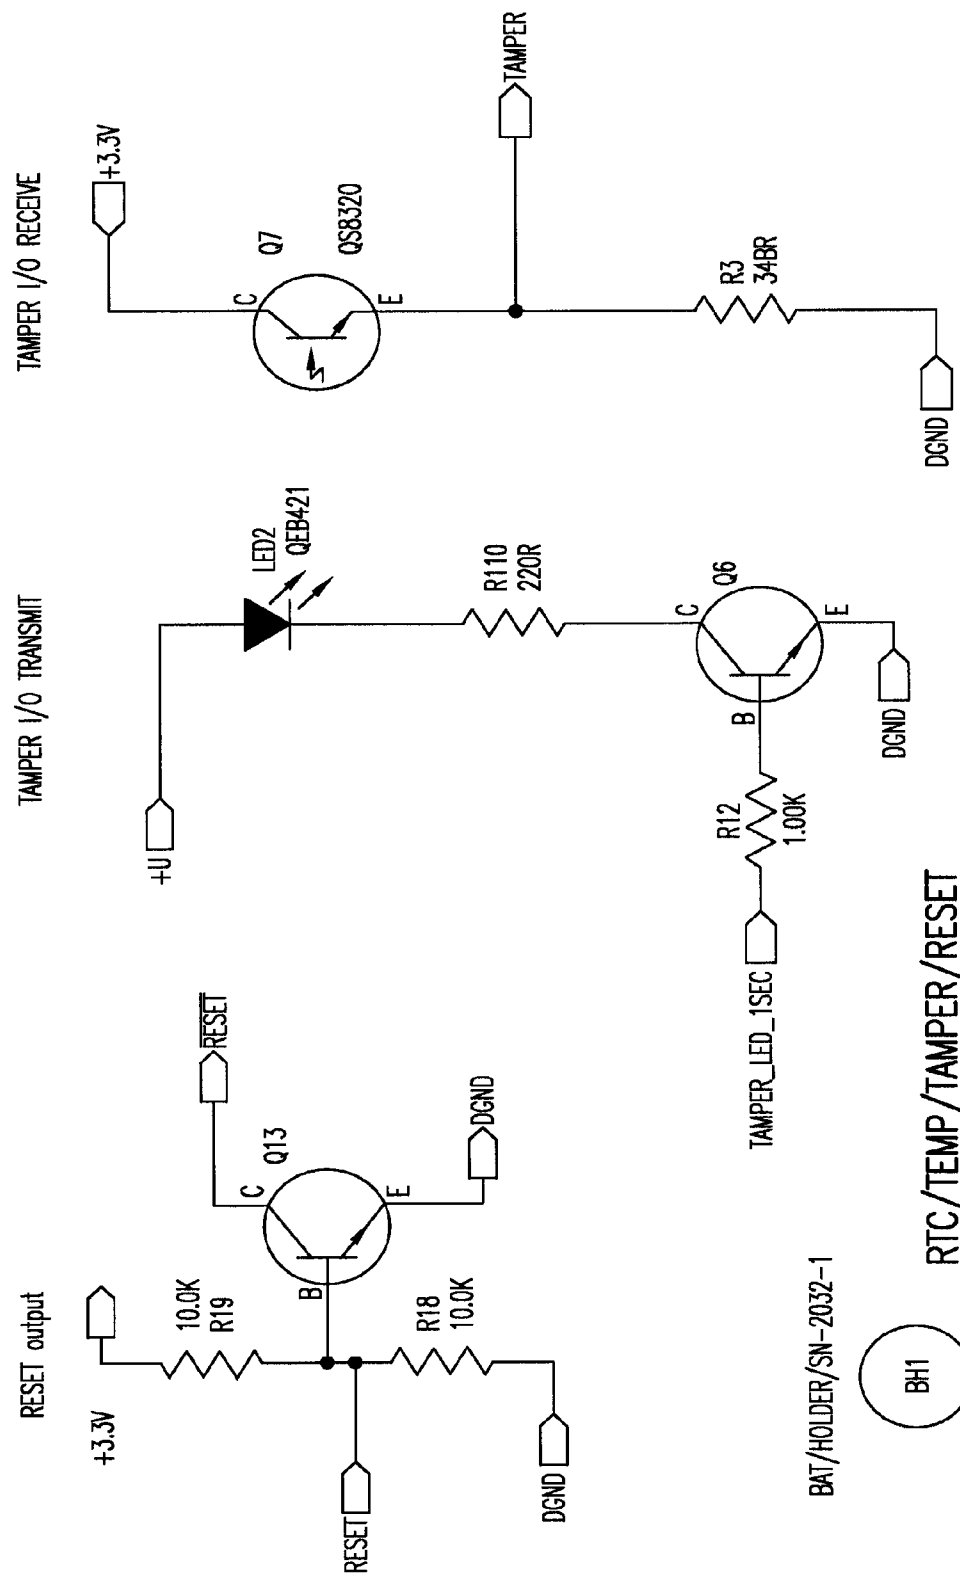 RESET output
+3.3V
10.0K
R19
B
C
Q13
E
RESET
RESET
R18
10.0K
DGND
DGND
TAMPER I/O TRANSMIT
+U
LED2
QEB421
R110
220R
C
Q6
B
E
R12
1.00K
TAMPER_LED_1SEC
DGND
TAMPER I/O RECEIVE
+3.3V
C
Q7
QS8320
E
TAMPER
R3
34BR
DGND
BAT/HOLDER/SN-2032-1
BH1
RTC/TEMP/TAMPER/RESET